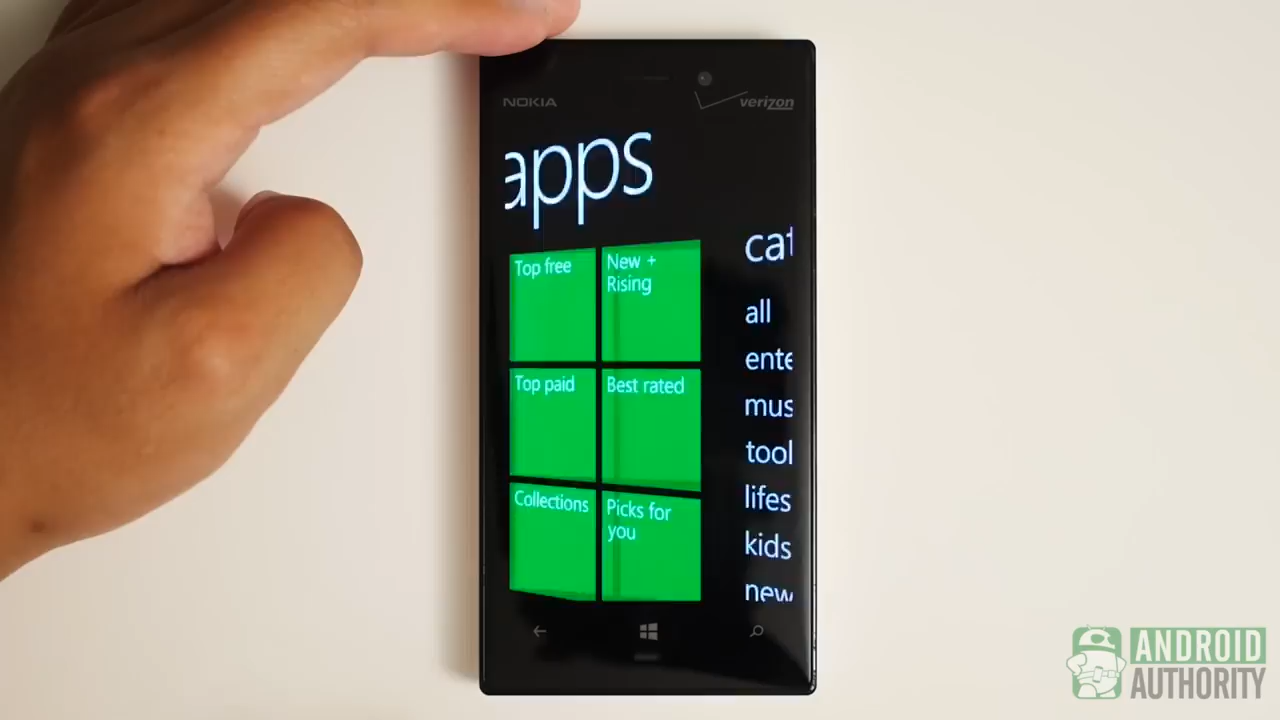 NOKIA
verizon
apps
Top free
New +
Rising
Top paid
Best rated
Collections
Picks for
you
cat
all
ente
mus
tool
lifes
kids
new
ANDROID
AUTHORITY